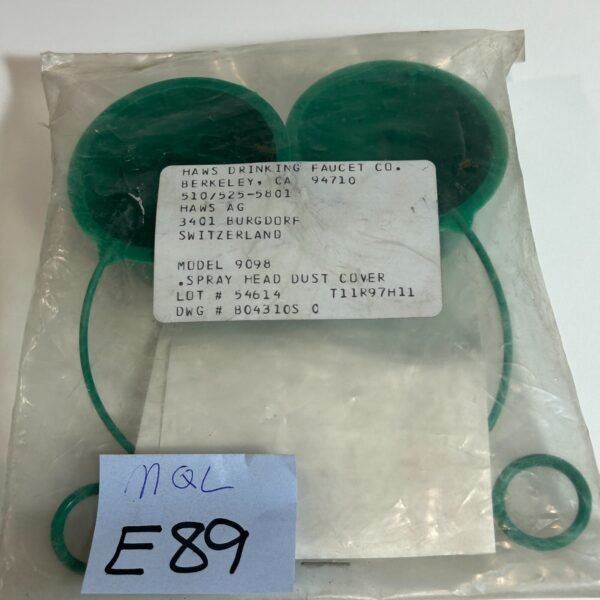 HAWS DRINKING FAUCET CO.
BERKELEY, CA 94710
510/525-5801
HAWS AG
3401 BURGDORF
SWITZERLAND
MODEL 9098
.SPRAY HEAD DUST COVER
LOT # 54614 T11R97H11
DWG # B04310S 0
NQL
E89